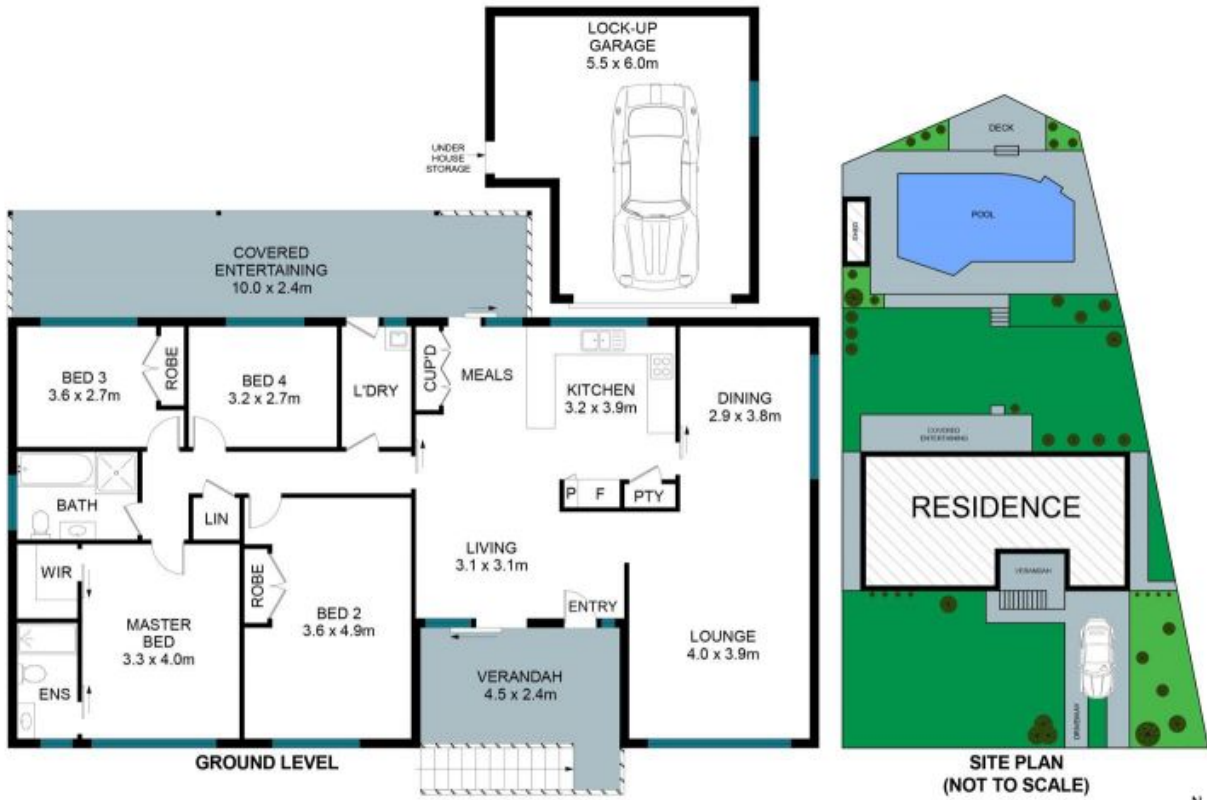 LOCK-UP
GARAGE
5.5 x 6.0m
UNDER
HOUSE
STORAGE
COVERED
ENTERTAINING
10.0 x 2.4m
BED 3
3.6 x 2.7m
ROBE
BED 4
3.2 x 2.7m
L'DRY
CUP'D
MEALS
KITCHEN
3.2 x 3.9m
DINING
2.9 x 3.8m
BATH
LIN
P
F
PTY
WIR
ROBE
LIVING
3.1 x 3.1m
ENTRY
MASTER
BED
3.3 x 4.0m
BED 2
3.6 x 4.9m
LOUNGE
4.0 x 3.9m
ENS
VERANDAH
4.5 x 2.4m
GROUND LEVEL
DECK
POOL
SHED
COVERED
ENTERTAINING
RESIDENCE
VERANDAH
DRIVEWAY
SITE PLAN
(NOT TO SCALE)
N